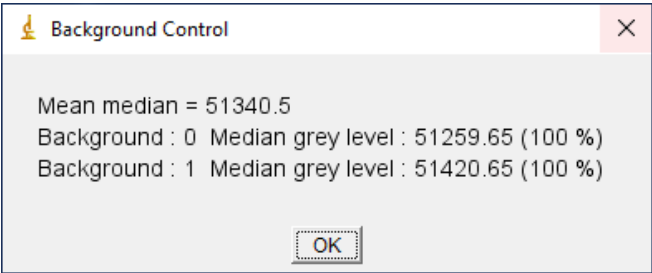 Background Control
Mean median = 51340.5
Background : 0  Median grey level : 51259.65 (100 %)
Background : 1  Median grey level : 51420.65 (100 %)
OK